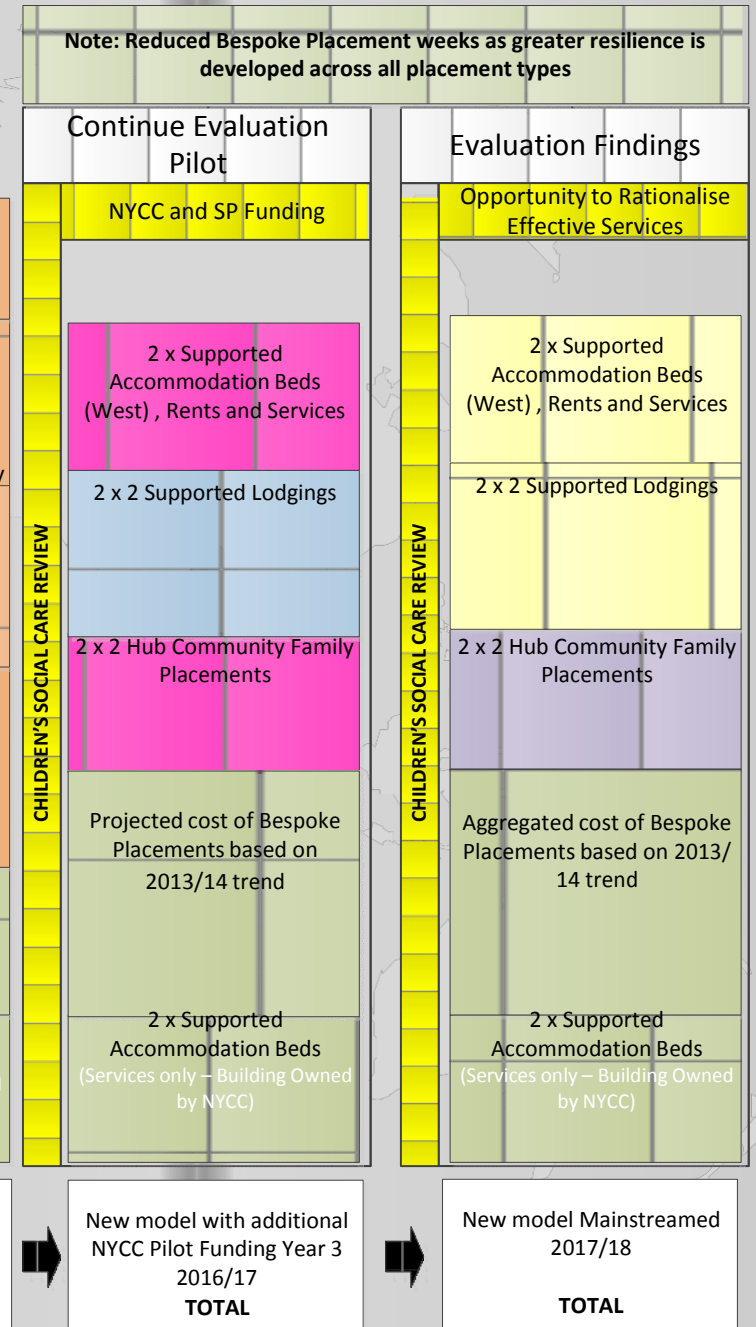 Note: Reduced Bespoke Placement weeks as greater resilience is
developed across all placement types
Continue Evaluation
Pilot
NYCC and SP Funding
CHILDREN'S SOCIAL CARE REVIEW
2 x Supported
Accommodation Beds
(West) , Rents and Services
2 x 2 Supported Lodgings
2 x 2 Hub Community Family
Placements
Projected cost of Bespoke
Placements based on
2013/14 trend
2 x Supported
Accommodation Beds
(Services only – Building Owned
by NYCC)
New model with additional
NYCC Pilot Funding Year 3
2016/17
TOTAL
Evaluation Findings
Opportunity to Rationalise
Effective Services
CHILDREN'S SOCIAL CARE REVIEW
2 x Supported
Accommodation Beds
(West) , Rents and Services
2 x 2 Supported Lodgings
2 x 2 Hub Community Family
Placements
Aggregated cost of Bespoke
Placements based on 2013/
14 trend
2 x Supported
Accommodation Beds
(Services only – Building Owned
by NYCC)
New model Mainstreamed
2017/18
TOTAL